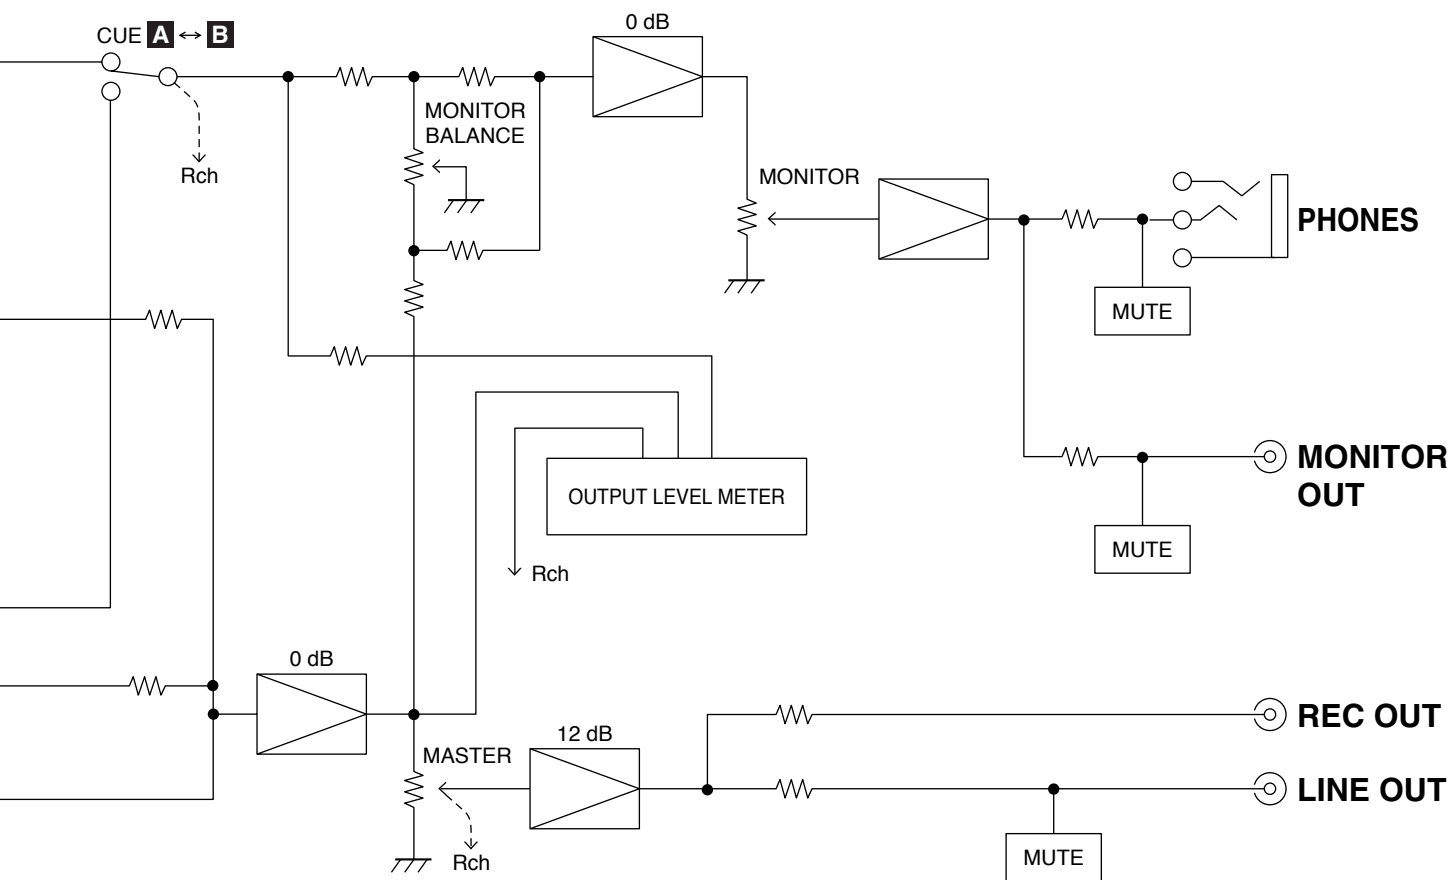 0 dB
CUE A ↔ B
MONITOR
BALANCE
Rch
MONITOR
PHONES
MUTE
MONITOR
OUT
OUTPUT LEVEL METER
MUTE
Rch
0 dB
REC OUT
12 dB
MASTER
LINE OUT
MUTE
Rch